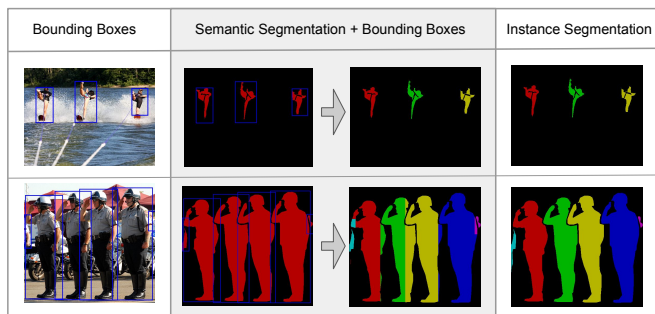 Bounding Boxes
Semantic Segmentation + Bounding Boxes
Instance Segmentation